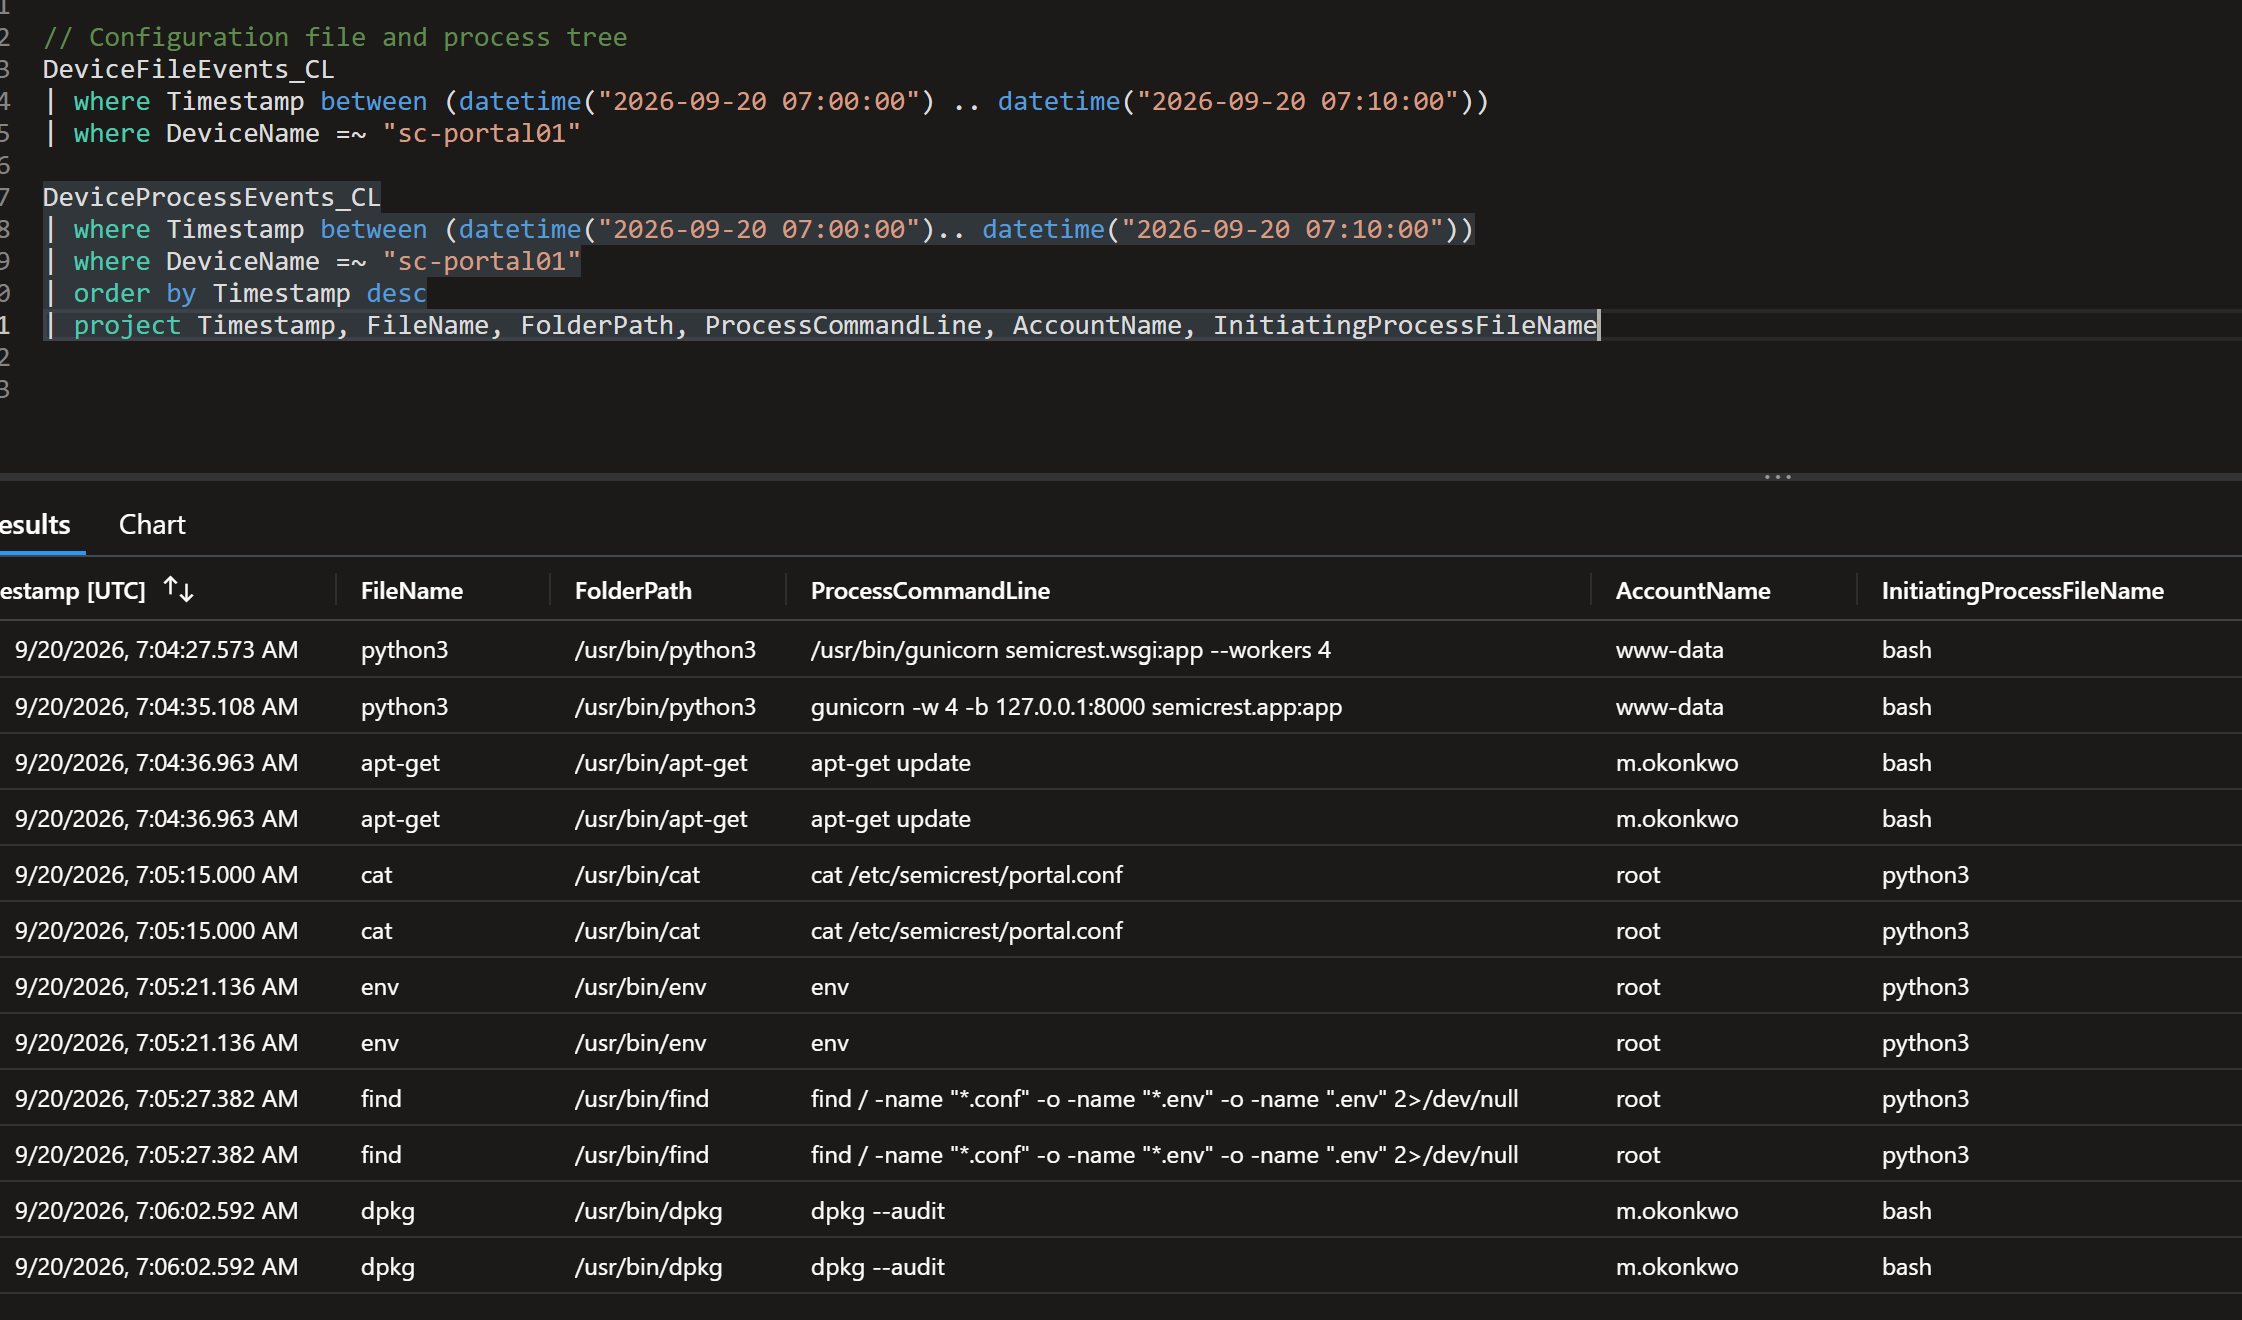 1
2 // Configuration file and process tree
3 DeviceFileEvents_CL
4 | where Timestamp between (datetime("2026-09-20 07:00:00") .. datetime("2026-09-20 07:10:00"))
5 | where DeviceName =~ "sc-portal01"
6
7 DeviceProcessEvents_CL
8 | where Timestamp between (datetime("2026-09-20 07:00:00").. datetime("2026-09-20 07:10:00"))
9 | where DeviceName =~ "sc-portal01"
0 | order by Timestamp desc
1 | project Timestamp, FileName, FolderPath, ProcessCommandLine, AccountName, InitiatingProcessFileName
2
3
esults Chart
estamp [UTC] ↑↓ FileName FolderPath ProcessCommandLine AccountName InitiatingProcessFileName
9/20/2026, 7:04:27.573 AM python3 /usr/bin/python3 /usr/bin/gunicorn semicrest.wsgi:app --workers 4 www-data bash
9/20/2026, 7:04:35.108 AM python3 /usr/bin/python3 gunicorn -w 4 -b 127.0.0.1:8000 semicrest.app:app www-data bash
9/20/2026, 7:04:36.963 AM apt-get /usr/bin/apt-get apt-get update m.okonkwo bash
9/20/2026, 7:04:36.963 AM apt-get /usr/bin/apt-get apt-get update m.okonkwo bash
9/20/2026, 7:05:15.000 AM cat /usr/bin/cat cat /etc/semicrest/portal.conf root python3
9/20/2026, 7:05:15.000 AM cat /usr/bin/cat cat /etc/semicrest/portal.conf root python3
9/20/2026, 7:05:21.136 AM env /usr/bin/env env root python3
9/20/2026, 7:05:21.136 AM env /usr/bin/env env root python3
9/20/2026, 7:05:27.382 AM find /usr/bin/find find / -name "*.conf" -o -name "*.env" -o -name ".env" 2>/dev/null root python3
9/20/2026, 7:05:27.382 AM find /usr/bin/find find / -name "*.conf" -o -name "*.env" -o -name ".env" 2>/dev/null root python3
9/20/2026, 7:06:02.592 AM dpkg /usr/bin/dpkg dpkg --audit m.okonkwo bash
9/20/2026, 7:06:02.592 AM dpkg /usr/bin/dpkg dpkg --audit m.okonkwo bash